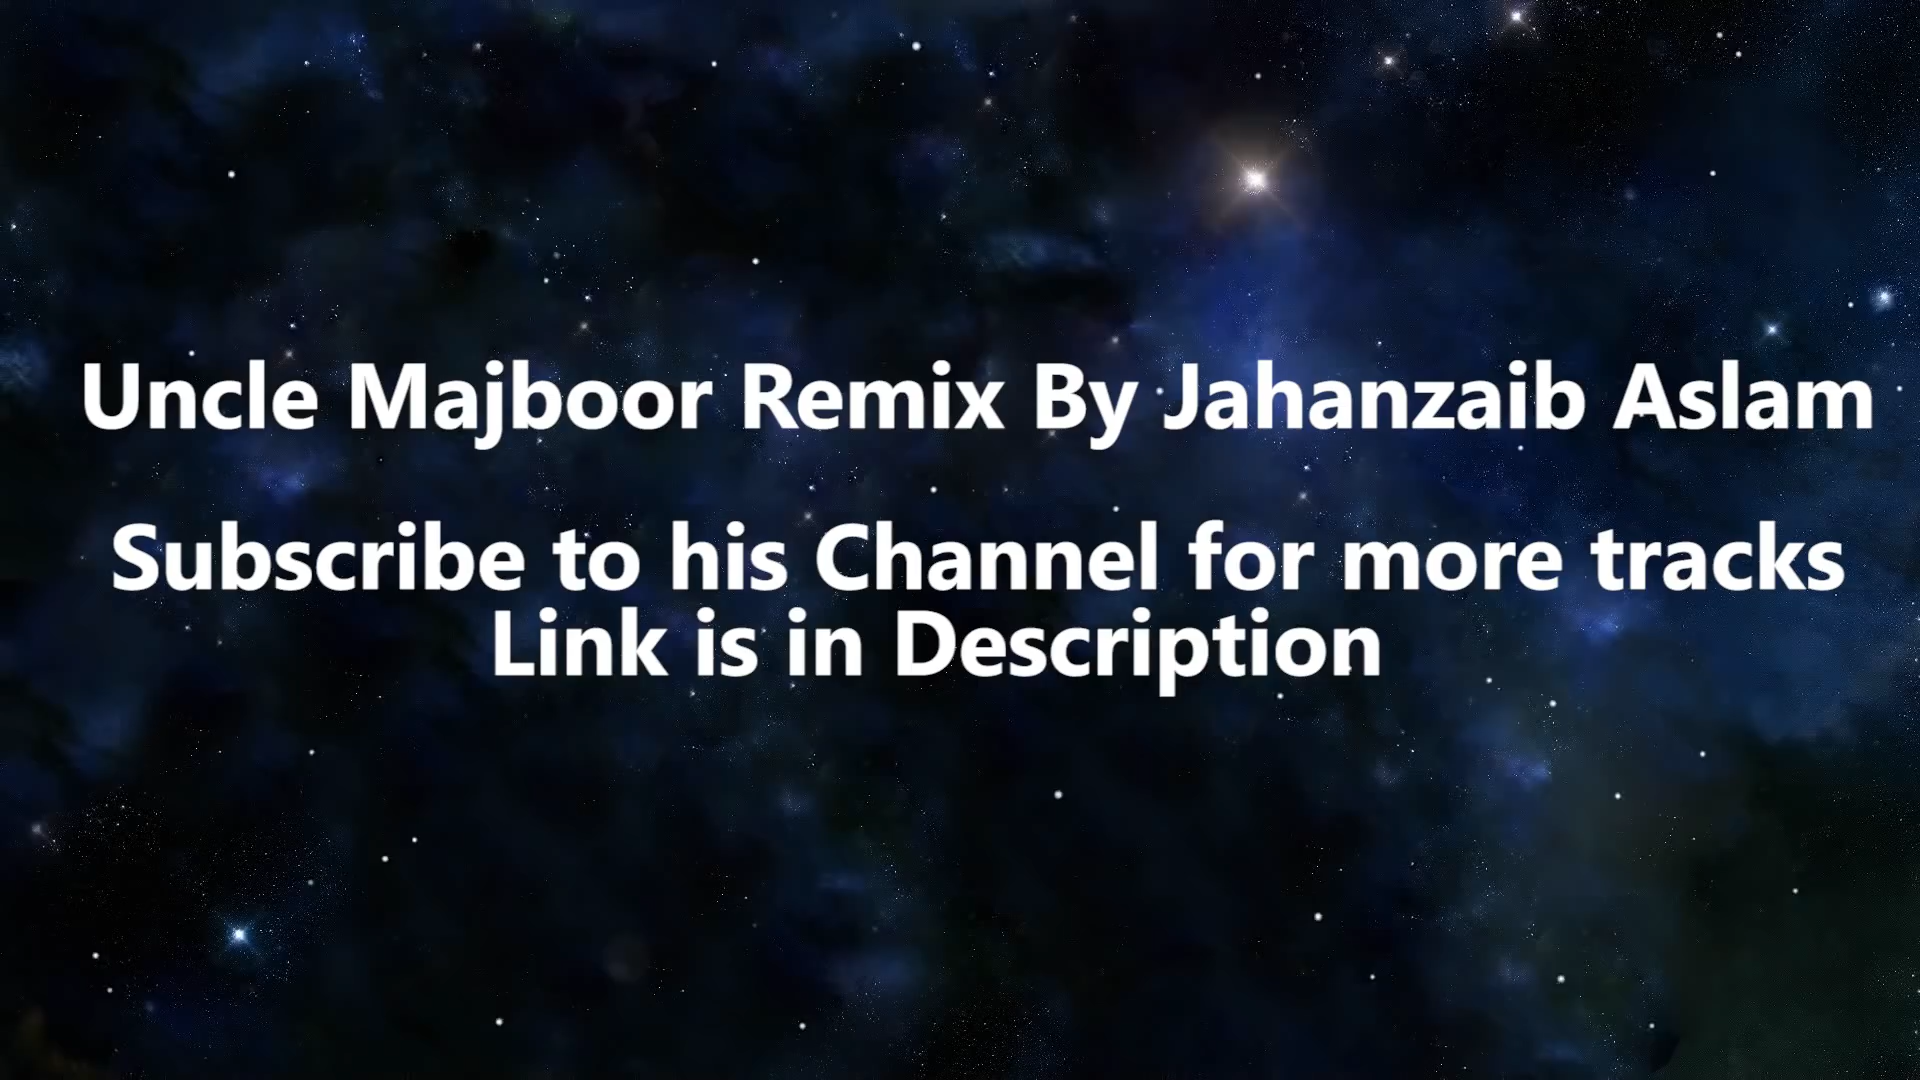 Uncle Majboor Remix By Jahanzaib Aslam
Subscribe to his Channel for more tracks
Link is in Description